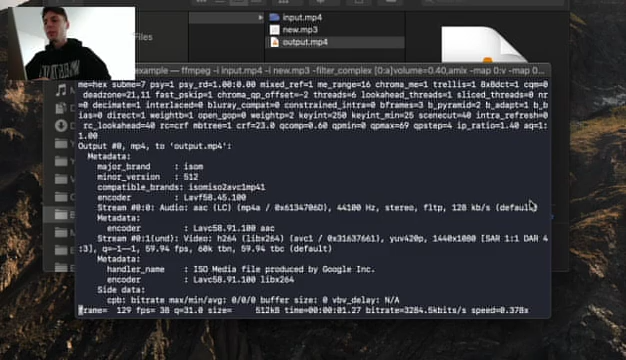 input.mp4
new.mp3
output.mp4
Files
example — ffmpeg -i input.mp4 -i new.mp3 -filter_complex [0:a]volume=0.40,amix -map 0:v -map 0...
me=hex subme=7 psy=1 psy_rd=1.00:0.00 mixed_ref=1 me_range=16 chroma_me=1 trellis=1 8x8dct=1 cqm=0
deadzone=21,11 fast_pskip=1 chroma_qp_offset=-2 threads=6 lookahead_threads=1 sliced_threads=0 nr=
0 decimate=1 interlaced=0 bluray_compat=0 constrained_intra=0 bframes=3 b_pyramid=2 b_adapt=1 b_b
ias=0 direct=1 weightb=1 open_gop=0 weightp=2 keyint=250 keyint_min=25 scenecut=40 intra_refresh=0
rc_lookahead=40 rc=crf mbtree=1 crf=23.0 qcomp=0.60 qpmin=0 qpmax=69 qpstep=4 ip_ratio=1.40 aq=1:
1.00
Output #0, mp4, to 'output.mp4':
Metadata:
major_brand : isom
minor_version : 512
compatible_brands: isomiso2avc1mp41
encoder : Lavf58.45.100
Stream #0:0: Audio: aac (LC) (mp4a / 0x6134706D), 44100 Hz, stereo, fltp, 128 kb/s (default)
Metadata:
encoder : Lavc58.91.100 aac
Stream #0:1(und): Video: h264 (libx264) (avc1 / 0x31637661), yuv420p, 1440x1080 [SAR 1:1 DAR 4
:3], q=-1--1, 59.94 fps, 60k tbn, 59.94 tbc (default)
Metadata:
handler_name : ISO Media file produced by Google Inc.
encoder : Lavc58.91.100 libx264
Side data:
cpb: bitrate max/min/avg: 0/0/0 buffer size: 0 vbv_delay: N/A
frame= 129 fps= 38 q=31.0 size= 512kB time=00:00:01.27 bitrate=3284.5kbits/s speed=0.378x